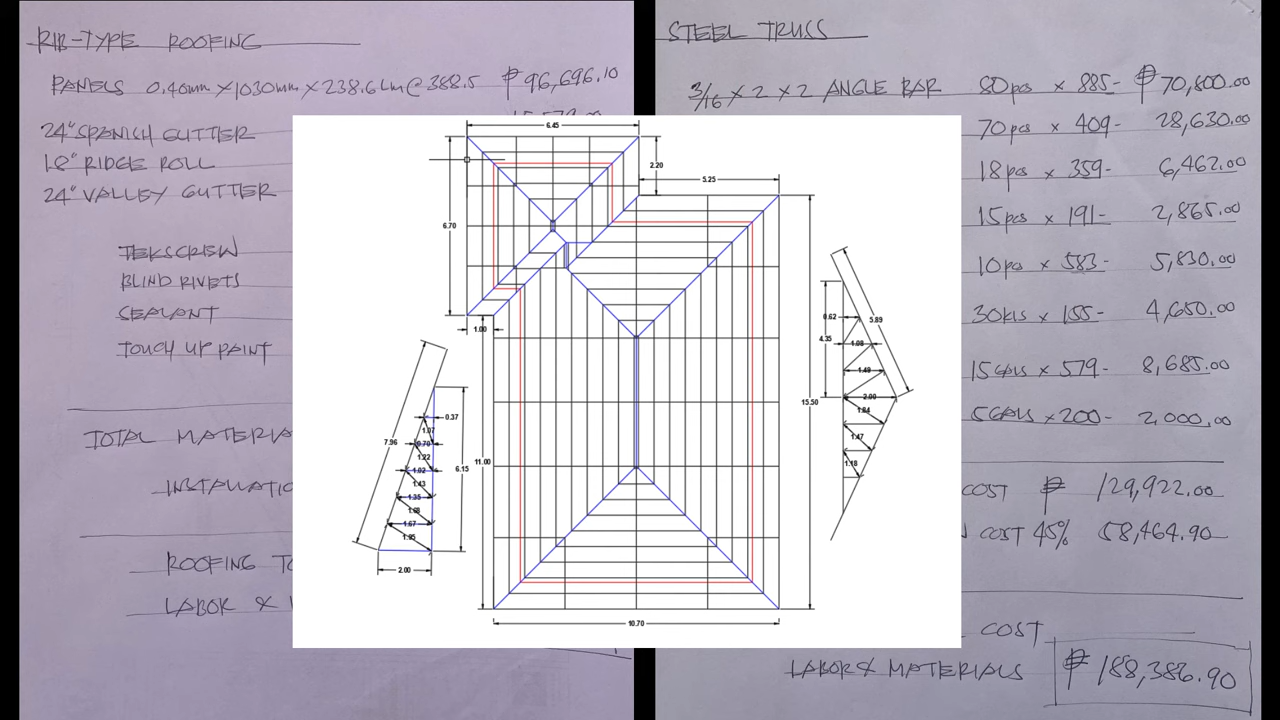 RIB-TYPE ROOFING
PANELS 0.40mm X 1030mm X 238.6 Lm @ 388.5 ₱ 96,696.10
24" SPANISH GUTTER
18" RIDGE ROLL
24" VALLEY GUTTER
TEKSCREW
BLIND RIVETS
SEALANT
TOUCH UP PAINT
TOTAL MATERIA
INSTALLATIO
ROOFING TO
LABOR &
STEEL TRUSS
3/16 X 2 X 2 ANGLE BAR 80pcs X 885- ₱ 70,800.00
70pcs X 409- 28,630.00
18pcs X 359- 6,462.00
15pcs X 191- 2,865.00
10pcs X 583- 5,830.00
30kls X 155- 4,650.00
15GALS X 579- 8,685.00
5GALS X 200- 2,000.00
COST ₱ 129,922.00
COST 45% 58,464.90
COST
LABOR & MATERIALS ₱ 188,386.90
6.45
2.20
5.25
6.70
1.00
15.50
11.00
10.70
7.96
0.37
1.07
0.70
1.22
1.02
1.43
1.35
1.68
1.67
1.95
6.15
2.00
0.62
5.89
4.35
1.08
1.49
2.00
1.84
1.47
1.18